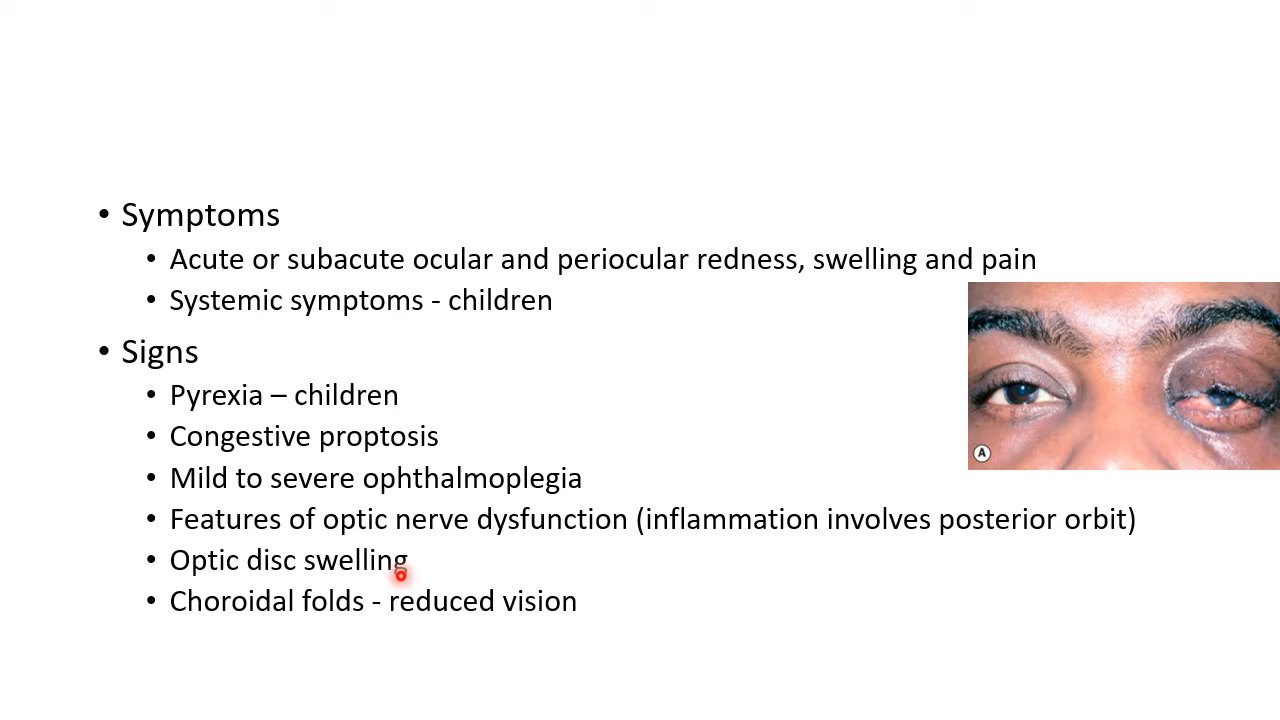 • Symptoms
• Acute or subacute ocular and periocular redness, swelling and pain
• Systemic symptoms - children
• Signs
• Pyrexia – children
• Congestive proptosis
• Mild to severe ophthalmoplegia
• Features of optic nerve dysfunction (inflammation involves posterior orbit)
• Optic disc swelling
• Choroidal folds - reduced vision
A